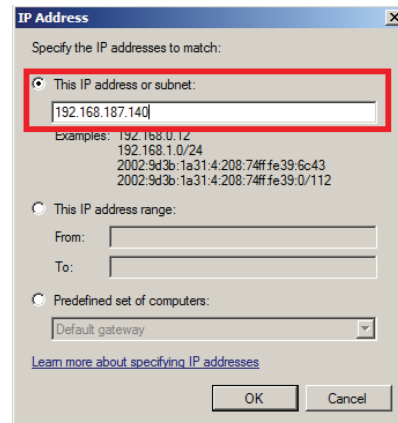 IP Address
Specify the IP addresses to match:
This IP address or subnet:
192.168.187.140
Examples: 192.168.0.12
192.168.1.0/24
2002:9d3b:1a31:4:208:74ff:fe39:6c43
2002:9d3b:1a31:4:208:74ff:fe39:0/112
This IP address range:
From:
To:
Predefined set of computers:
Default gateway
Learn more about specifying IP addresses
OK Cancel